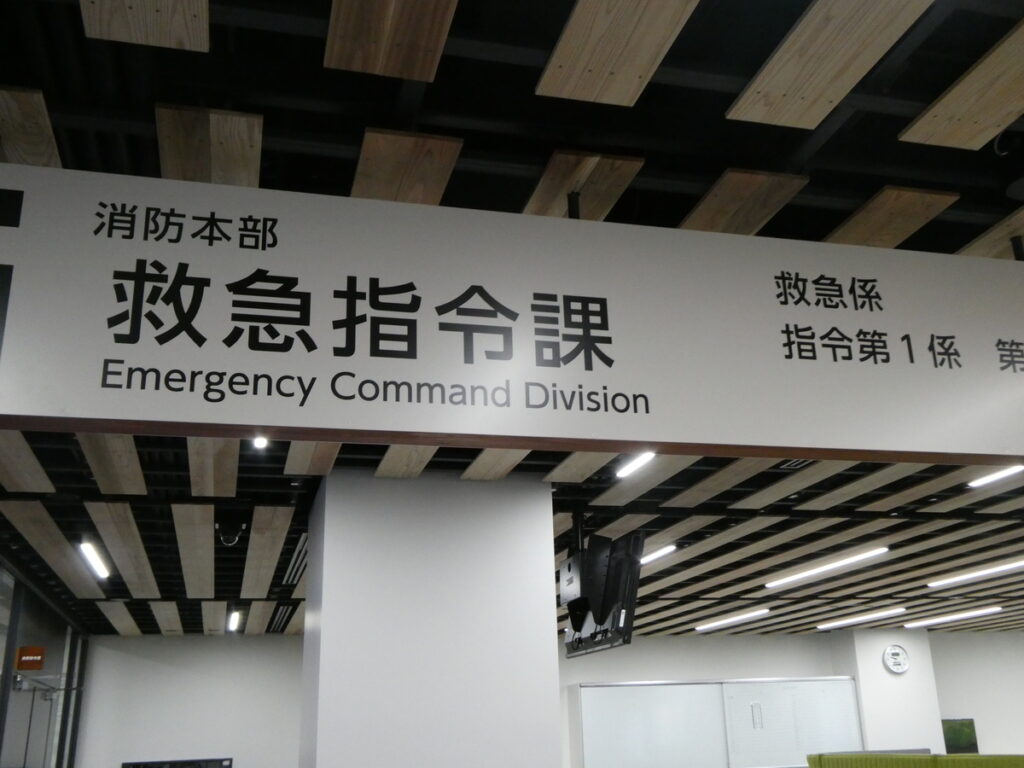 消防本部
救急指令課
Emergency Command Division
救急係
指令第1係 第